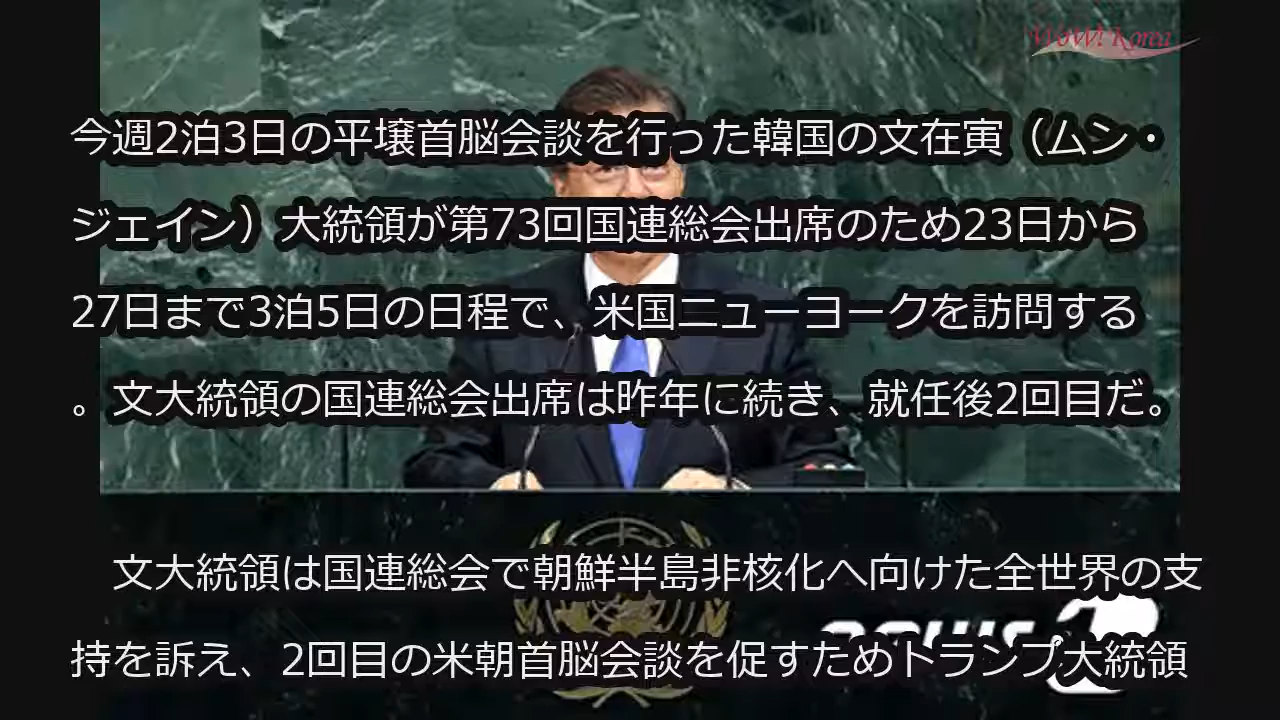 WoW! Korea
今週2泊3日の平壌首脳会談を行った韓国の文在寅（ムン・
ジェイン）大統領が第73回国連総会出席のため23日から
27日まで3泊5日の日程で、米国ニューヨークを訪問する
。文大統領の国連総会出席は昨年に続き、就任後2回目だ。
文大統領は国連総会で朝鮮半島非核化へ向けた全世界の支
持を訴え、2回目の米朝首脳会談を促すためトランプ大統領